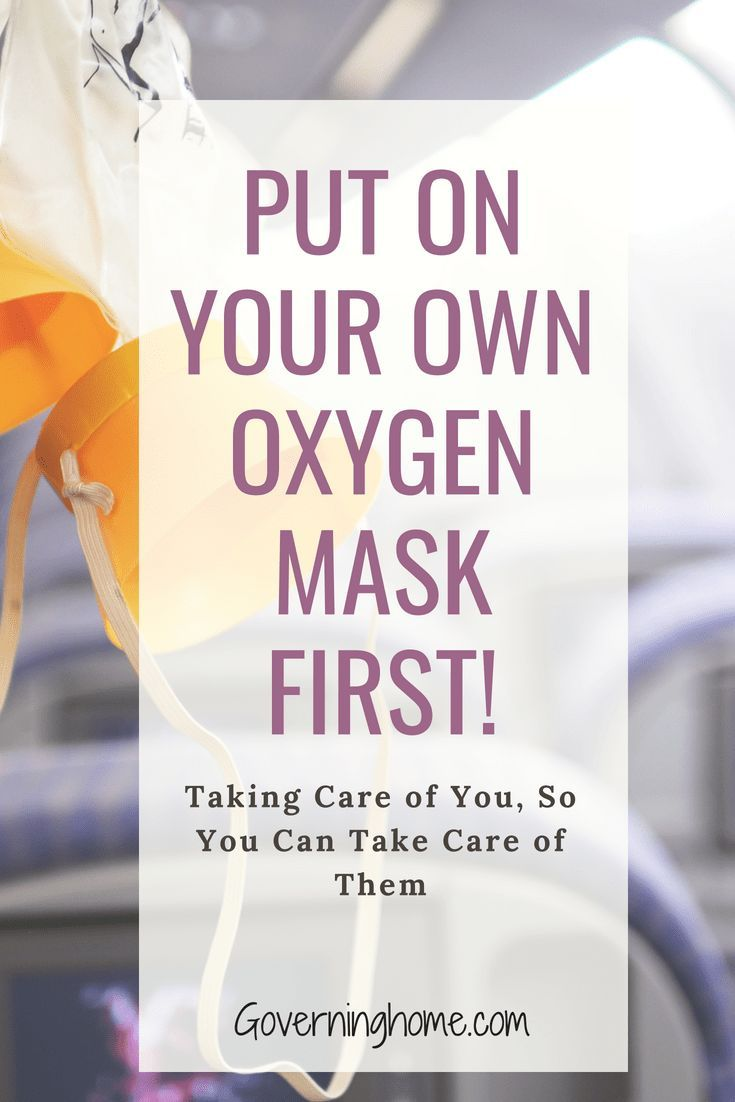 PUT ON
YOUR OWN
OXYGEN
MASK
FIRST!
Taking Care of You, So
You Can Take Care of
Them
Governinghome.com